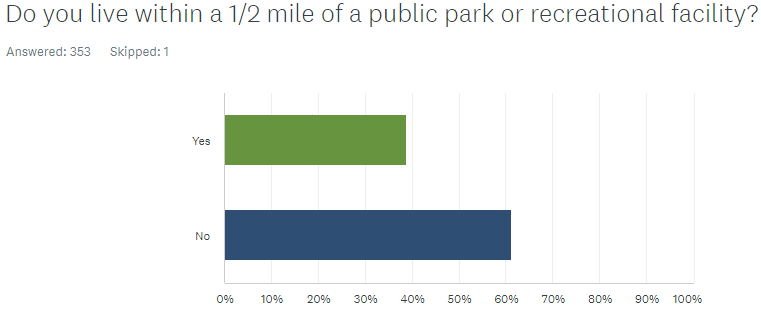 Do you live within a 1/2 mile of a public park or recreational facility?
Answered: 353 Skipped: 1
Yes
No
0% 10% 20% 30% 40% 50% 60% 70% 80% 90% 100%